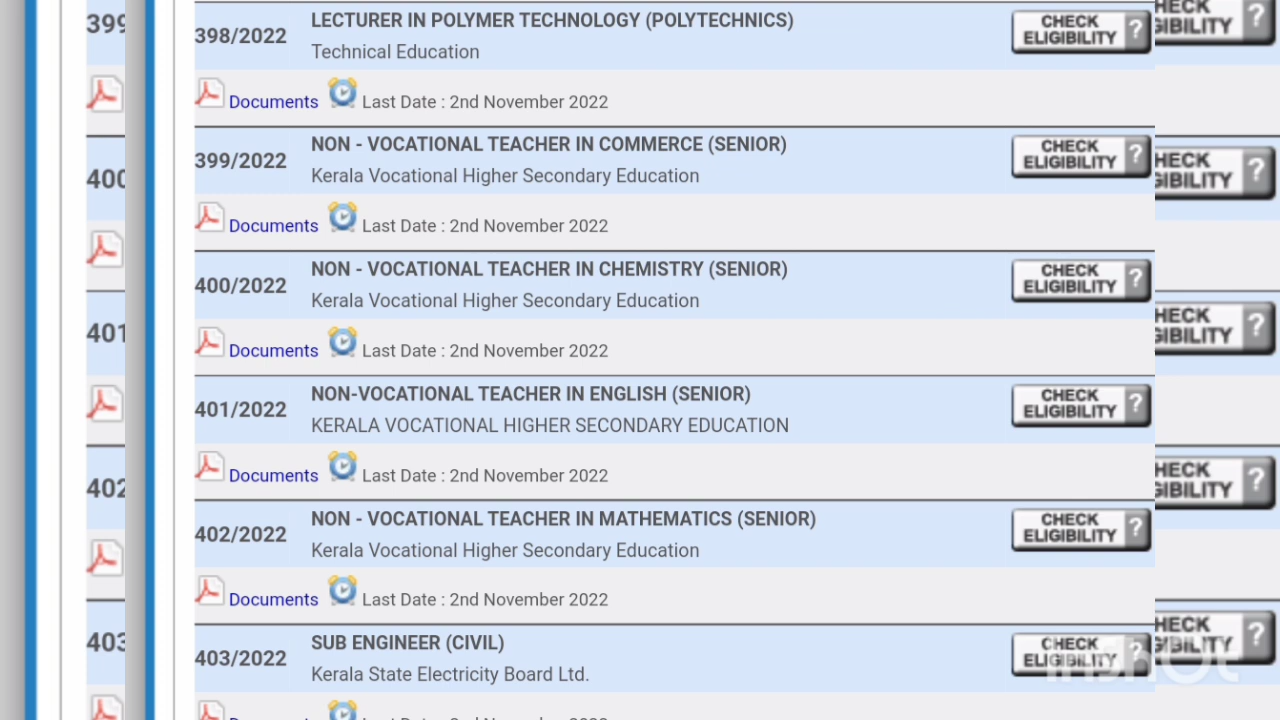 398/2022
LECTURER IN POLYMER TECHNOLOGY (POLYTECHNICS)
Technical Education
CHECK
ELIGIBILITY ?
Documents Last Date : 2nd November 2022
399/2022
NON - VOCATIONAL TEACHER IN COMMERCE (SENIOR)
Kerala Vocational Higher Secondary Education
CHECK
ELIGIBILITY ?
Documents Last Date : 2nd November 2022
400/2022
NON - VOCATIONAL TEACHER IN CHEMISTRY (SENIOR)
Kerala Vocational Higher Secondary Education
CHECK
ELIGIBILITY ?
Documents Last Date : 2nd November 2022
401/2022
NON-VOCATIONAL TEACHER IN ENGLISH (SENIOR)
KERALA VOCATIONAL HIGHER SECONDARY EDUCATION
CHECK
ELIGIBILITY ?
Documents Last Date : 2nd November 2022
402/2022
NON - VOCATIONAL TEACHER IN MATHEMATICS (SENIOR)
Kerala Vocational Higher Secondary Education
CHECK
ELIGIBILITY ?
Documents Last Date : 2nd November 2022
403/2022
SUB ENGINEER (CIVIL)
Kerala State Electricity Board Ltd.
CHECK
ELIGIBILITY ?
399
400
401
402
403